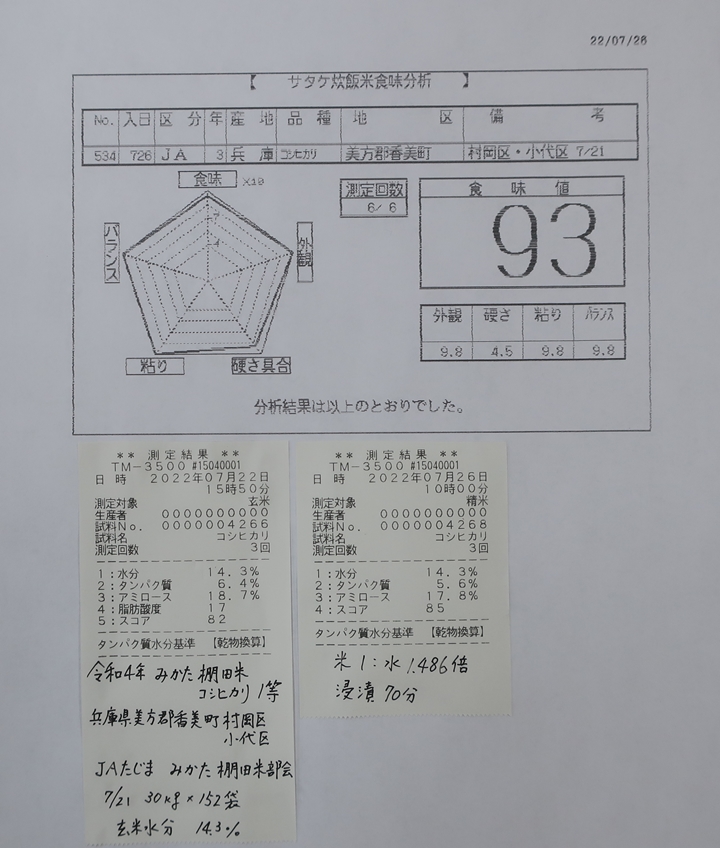 22/07/26
【 サタケ炊飯米食味分析 】
No. 入日 区 分 年 産 地 品 種 地 区 備 考
534 726 JA 3 兵 庫 コシヒカリ 美方郡香美町 村岡区・小代区 7/21
食味 ×10
バランス
外観
粘り
硬さ具合
測定回数
6/ 6
食 味 値
93
外観 硬さ 粘り バランス
9.8 4.5 9.8 9.8
分析結果は以上のとおりでした。
** 測定結果 **
TM-3500 #15040001
日 時 2022年07月22日
15時50分
測定対象 玄米
生産者 0000000000
試料No. 0000004266
試料名 コシヒカリ
測定回数 3回
1:水分 14.3%
2:タンパク質 6.4%
3:アミロース 18.7%
4:脂肪酸度 17
5:スコア 82
タンパク質水分基準 【乾物換算】
令和4年 みかた棚田米
コシヒカリ 1等
兵庫県美方郡香美町村岡区
小代区
JAたじま みかた棚田米部会
7/21 30kg×152袋
玄米水分 14.3%
** 測定結果 **
TM-3500 #15040001
日 時 2022年07月26日
10時00分
測定対象 精米
生産者 0000000000
試料No. 0000004268
試料名 コシヒカリ
測定回数 3回
1:水分 14.3%
2:タンパク質 5.6%
3:アミロース 17.8%
4:スコア 85
タンパク質水分基準 【乾物換算】
米1:水1.486倍
浸漬70分